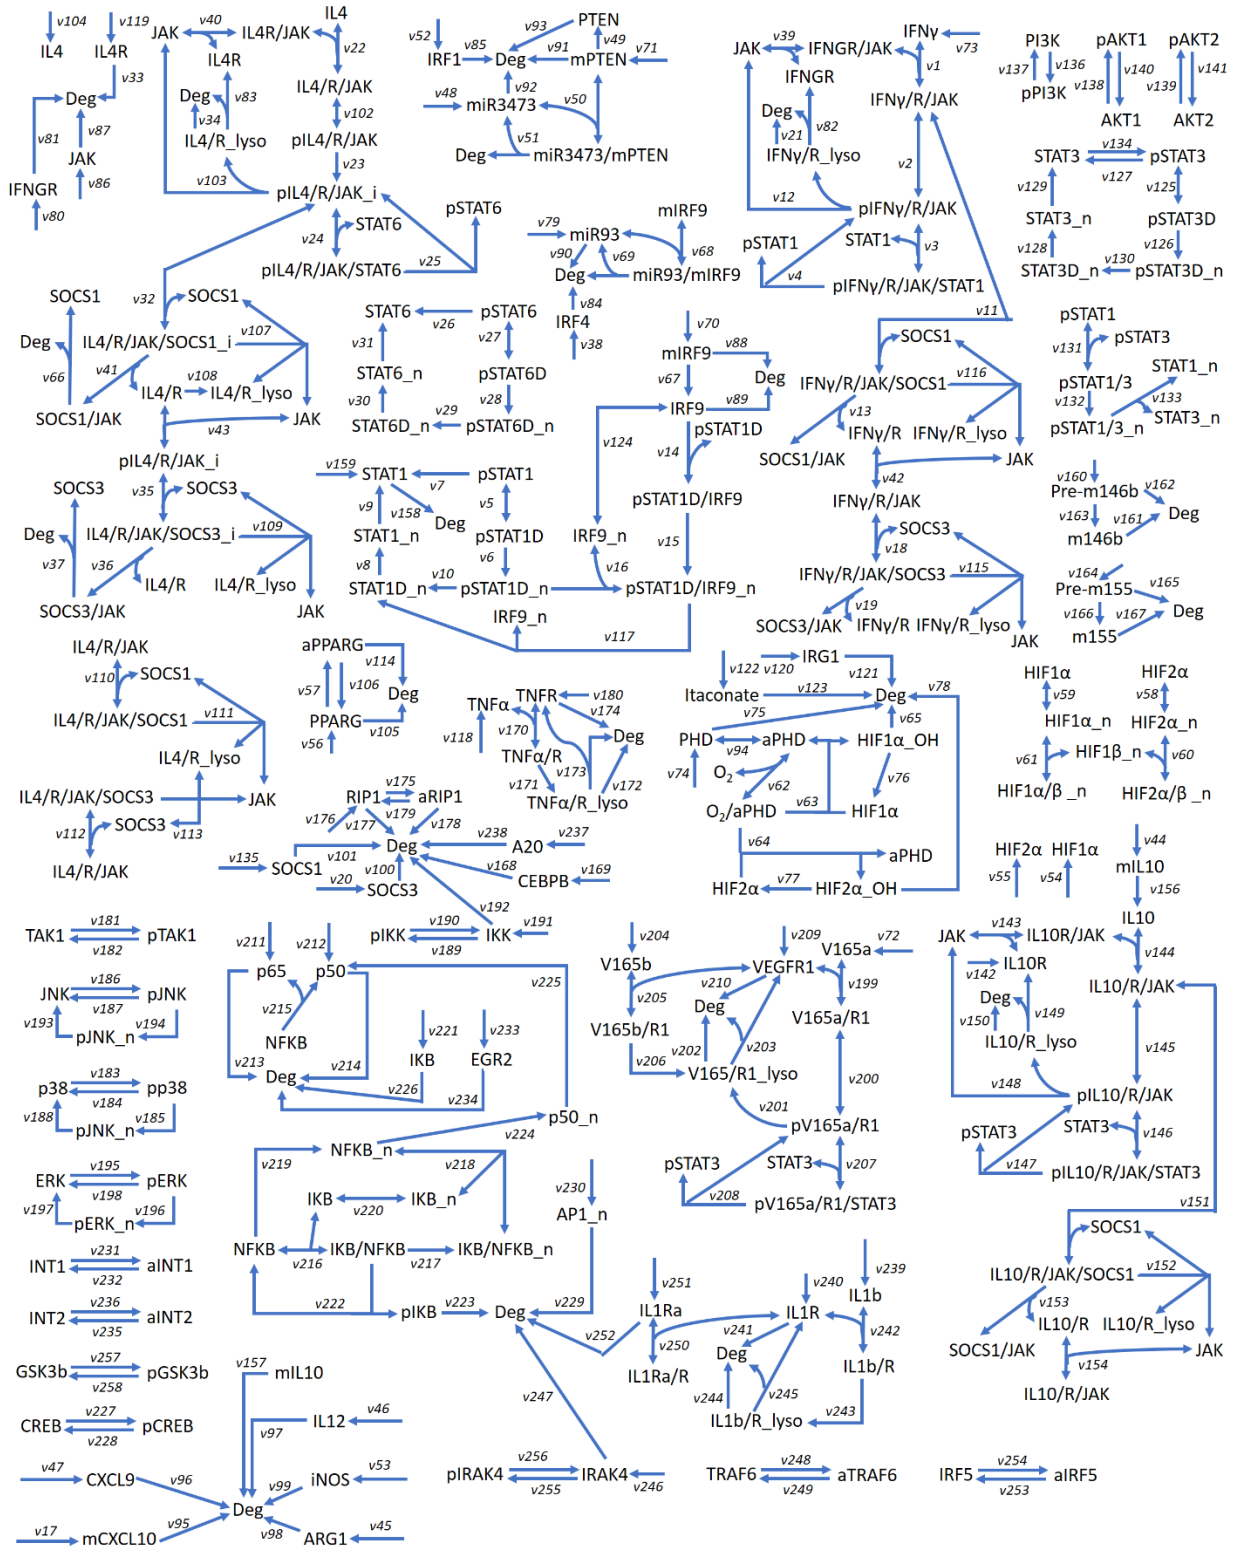 v104
v119
IL4
IL4R
v33
Deg
v81
v87
JAK
IFNGR
v86
v80
v40
IL4
JAK
IL4R/JAK
v22
IL4R
Deg
v83
IL4/R/JAK
v34
v102
IL4/R_lyso
pIL4/R/JAK
v103
v23
pIL4/R/JAK_i
STAT6
pSTAT6
v24
pIL4/R/JAK/STAT6
v25
v52
v93
PTEN
v85
v91
v49
v71
IRF1
Deg
mPTEN
v92
v48
miR3473
v50
v51
Deg
miR3473/mPTEN
v79
mIRF9
miR93
v90
v69
v68
Deg
miR93/mIRF9
v84
IRF4
v38
v39
IFNγ
v73
JAK
IFNGR/JAK
v1
IFNGR
IFNγ/R/JAK
Deg
v21
v82
IFNγ/R_lyso
v2
v12
pIFNγ/R/JAK
pSTAT1
STAT1
v3
v4
pIFNγ/R/JAK/STAT1
v11
PI3K
pAKT1
pAKT2
v137
v136
v138
v140
v139
v141
pPI3K
AKT1
AKT2
v134
STAT3
pSTAT3
v127
v129
v125
STAT3_n
pSTAT3D
v128
v126
STAT3D_n
v130
pSTAT3D_n
pSTAT1
v131
pSTAT3
pSTAT1/3
STAT1_n
v132
v133
pSTAT1/3_n
STAT3_n
SOCS1
v32
SOCS1
Deg
v107
IL4/R/JAK/SOCS1_i
v66
v41
v108
IL4/R
IL4/R_lyso
SOCS1/JAK
v43
JAK
pIL4/R/JAK_i
SOCS3
v35
SOCS3
Deg
v109
IL4/R/JAK/SOCS3_i
v37
v36
IL4/R
IL4/R_lyso
SOCS3/JAK
JAK
STAT6
v26
pSTAT6
v31
v27
STAT6_n
pSTAT6D
v30
v29
v28
STAT6D_n
pSTAT6D_n
v159
STAT1
v7
pSTAT1
v9
v158
v5
Deg
STAT1_n
pSTAT1D
v8
v10
v6
STAT1D_n
pSTAT1D_n
v70
mIRF9
v88
v67
Deg
IRF9
v89
v124
pSTAT1D
v14
pSTAT1D/IRF9
IRF9_n
v15
v16
pSTAT1D/IRF9_n
IRF9_n
v117
SOCS1
IFNγ/R/JAK/SOCS1
v116
v13
IFNγ/R
IFNγ/R_lyso
SOCS1/JAK
JAK
v42
IFNγ/R/JAK
SOCS3
v18
IFNγ/R/JAK/SOCS3
v115
v19
SOCS3/JAK
IFNγ/R
IFNγ/R_lyso
JAK
v160
Pre-m146b
v162
v163
v161
Deg
m146b
v164
Pre-m155
v165
v166
v167
Deg
m155
IL4/R/JAK
v110
SOCS1
IL4/R/JAK/SOCS1
v111
IL4/R_lyso
IL4/R/JAK/SOCS3
JAK
v112
SOCS3
v113
IL4/R/JAK
aPPARG
v114
v57
v106
Deg
PPARG
v105
v56
TNFR
v180
TNFα
v174
v170
Deg
v118
TNFα/R
v173
v171
v172
TNFα/R_lyso
v122
v120
IRG1
v121
Itaconate
v123
Deg
v78
v75
v65
PHD
aPHD
HIF1α_OH
v94
v74
O2
v62
v76
O2/aPHD
v63
HIF1α
v64
aPHD
HIF2α
v77
HIF2α_OH
HIF1α
HIF2α
v59
v58
HIF1α_n
HIF2α_n
v61
HIF1β_n
v60
HIF1α/β _n
HIF2α/β _n
HIF2α
HIF1α
v55
v54
v175
RIP1
aRIP1
v176
v177
v179
v178
v238
v237
Deg
A20
v101
v168
v135
SOCS1
v100
CEBPB
v169
v20
SOCS3
v192
v190
v191
pIKK
IKK
v189
v181
TAK1
pTAK1
v182
v186
JNK
pJNK
v187
v193
v194
pJNK_n
v183
p38
pp38
v184
v188
v185
pJNK_n
v195
ERK
pERK
v198
v197
v196
pERK_n
v231
INT1
aINT1
v232
v236
INT2
aINT2
v235
v257
GSK3b
pGSK3b
v258
v227
CREB
pCREB
v228
v211
v212
p65
p50
v215
v225
NFKB
v221
v233
IKB
EGR2
v213
v214
Deg
v226
v234
p50_n
v224
v219
NFKB_n
v218
v230
IKB
IKB_n
v220
AP1_n
NFKB
IKB/NFKB
IKB/NFKB_n
v216
v217
v222
pIKB
v223
Deg
v229
v204
v209
V165a
v72
V165b
VEGFR1
v210
v205
Deg
v199
V165b/R1
V165a/R1
v206
v202
v203
V165/R1_lyso
v200
v201
pV165a/R1
pSTAT3
STAT3
v207
v208
pV165a/R1/STAT3
v44
mIL10
v156
IL10
v143
JAK
IL10R/JAK
v144
v142
IL10R
IL10/R/JAK
Deg
v150
v149
IL10/R_lyso
v145
v148
pIL10/R/JAK
pSTAT3
STAT3
v146
v147
pIL10/R/JAK/STAT3
v151
SOCS1
IL10/R/JAK/SOCS1
v152
v153
IL10/R
IL10/R_lyso
SOCS1/JAK
v154
JAK
IL10/R/JAK
v251
v240
v239
IL1Ra
IL1R
IL1b
v252
v250
v241
v242
Deg
IL1Ra/R
IL1b/R
v244
v245
IL1b/R_lyso
v243
v247
v157
mIL10
v97
IL12
v46
v47
CXCL9
v96
v99
iNOS
v53
Deg
v17
mCXCL10
v95
v98
ARG1
v45
v256
pIRAK4
IRAK4
v255
v246
v248
TRAF6
aTRAF6
v249
v254
IRF5
aIRF5
v253